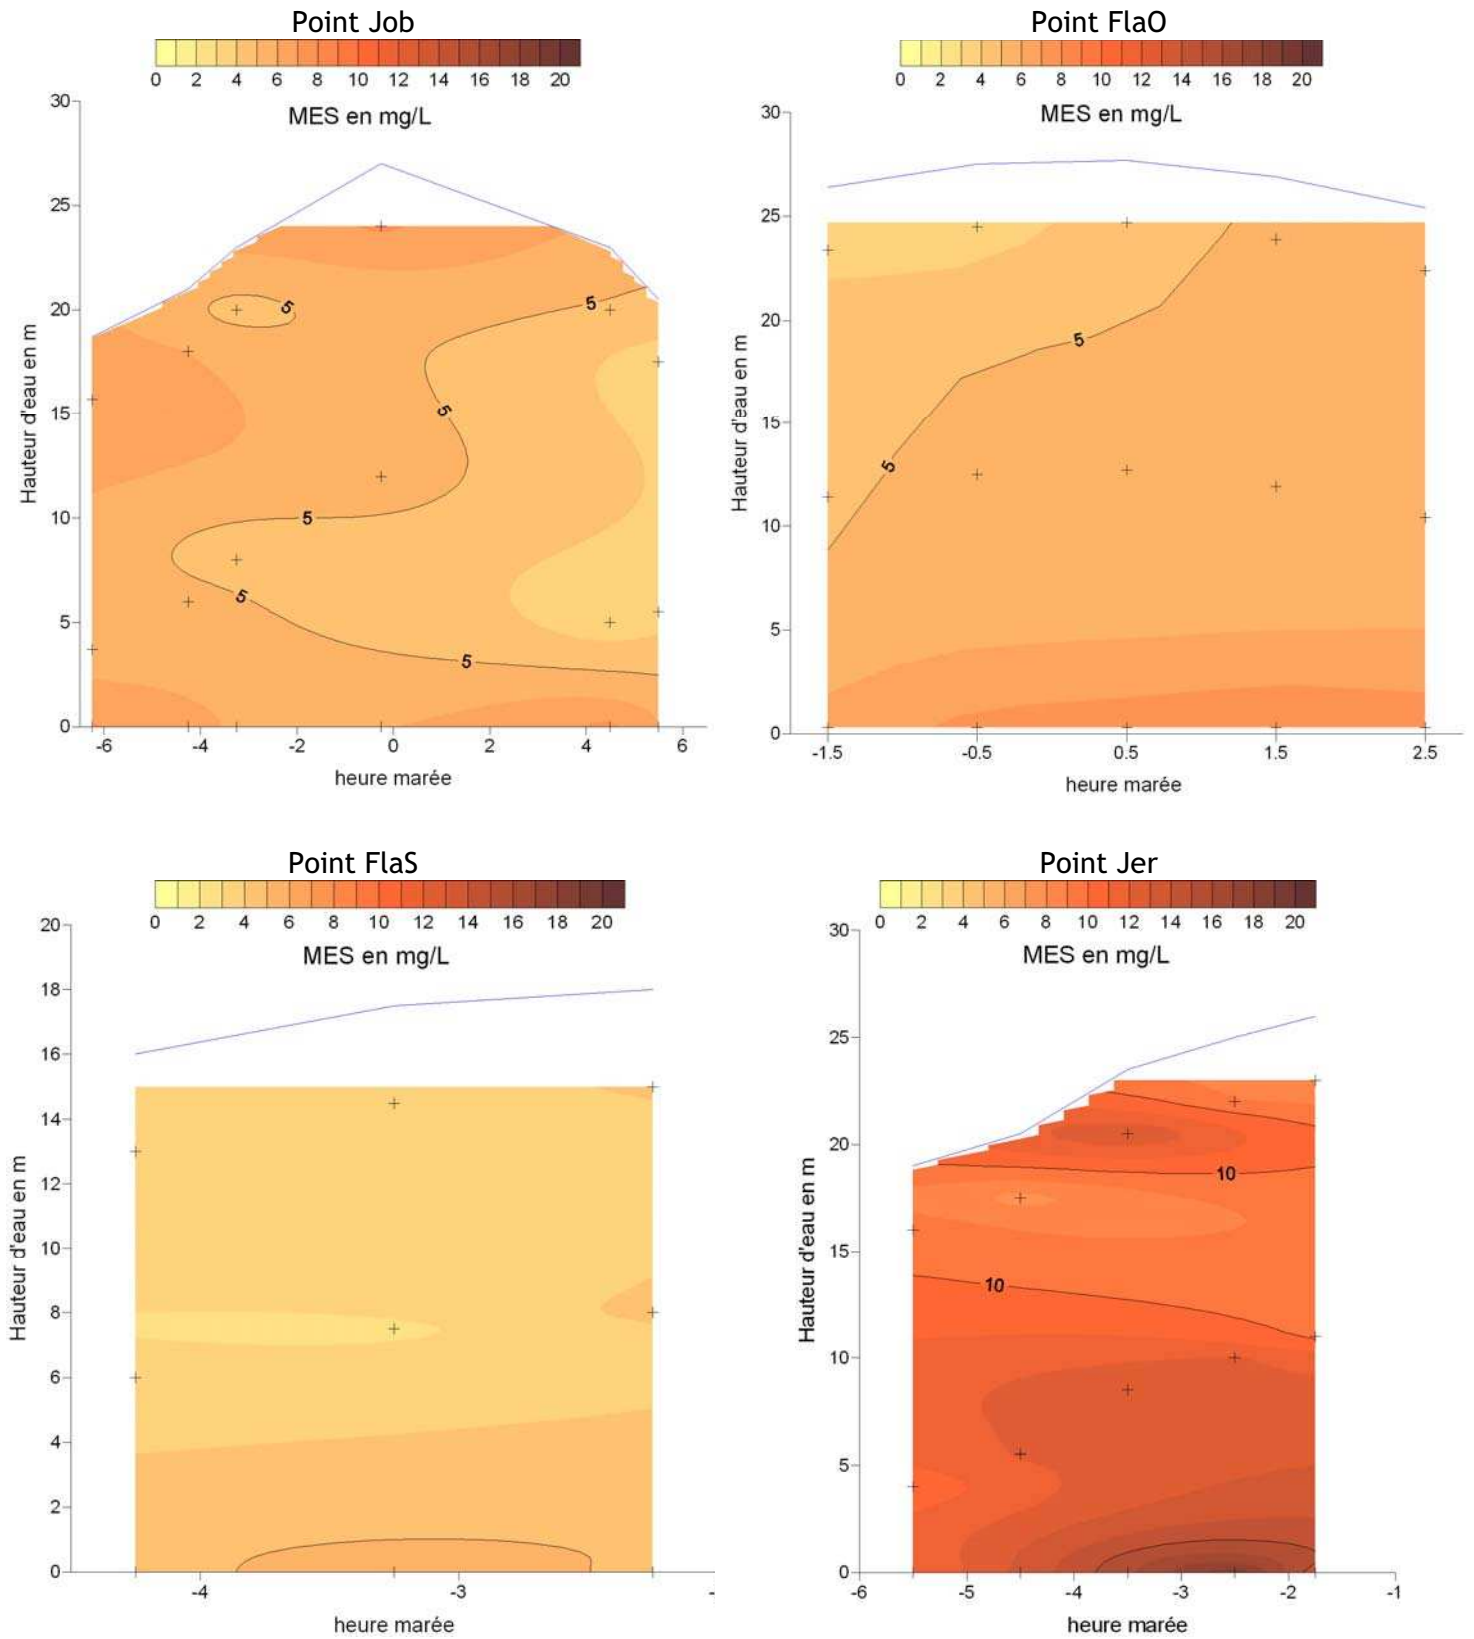 Point Job
0 2 4 6 8 10 12 14 16 18 20
MES en mg/L
30
25
20
15
10
5
0
Hauteur d'eau en m
5
5
5
5
5
5
-6 -4 -2 0 2 4 6
heure marée
Point FlaO
0 2 4 6 8 10 12 14 16 18 20
MES en mg/L
30
25
20
15
10
5
0
Hauteur d'eau en m
5
5
-1.5 -0.5 0.5 1.5 2.5
heure marée
Point FlaS
0 2 4 6 8 10 12 14 16 18 20
MES en mg/L
20
18
16
14
12
10
8
6
4
2
0
Hauteur d'eau en m
-4 -3 -
heure marée
Point Jer
0 2 4 6 8 10 12 14 16 18 20
MES en mg/L
30
25
20
15
10
5
0
Hauteur d'eau en m
10
10
-6 -5 -4 -3 -2 -1
heure marée